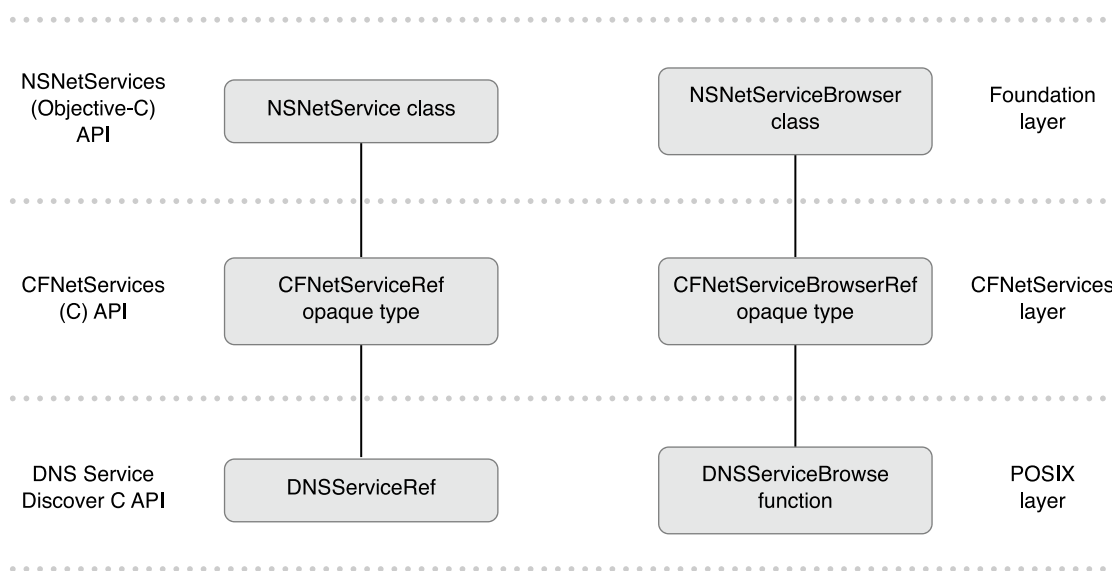 NSNetServices
(Objective-C)
API
NSNetService class
NSNetServiceBrowser
class
Foundation
layer
CFNetServices
(C) API
CFNetServiceRef
opaque type
CFNetServiceBrowserRef
opaque type
CFNetServices
layer
DNS Service
Discover C API
DNSServiceRef
DNSServiceBrowse
function
POSIX
layer